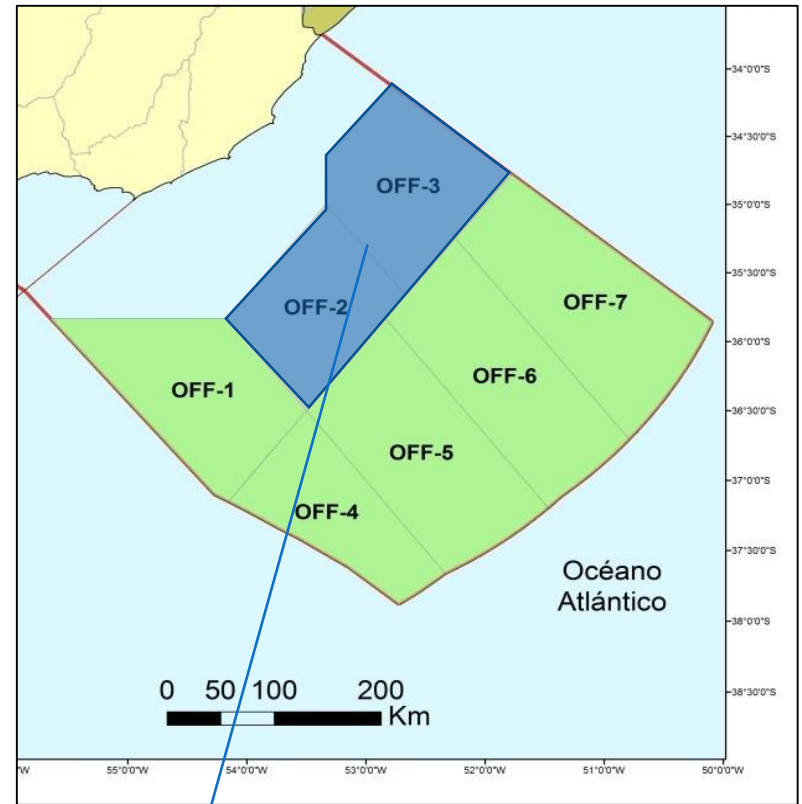 34°0'0"S
34°30'0"S
OFF-3
35°0'0"S
35°30'0"S
OFF-2
OFF-7
36°0'0"S
OFF-1
OFF-6
36°30'0"S
OFF-5
37°0'0"S
OFF-4
37°30'0"S
Océano
Atlántico
38°0'0"S
0 50 100 200
Km
38°30'0"S
"W 55°0'0"W 54°0'0"W 53°0'0"W 52°0'0"W 51°0'0"W 50°0'0"W